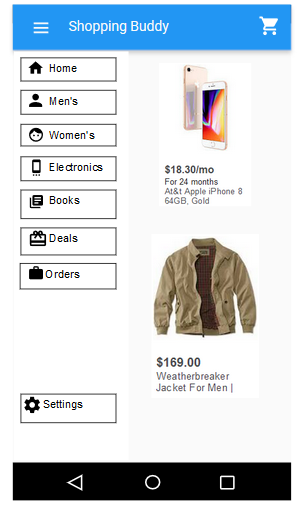 Shopping Buddy
Home
Men's
Women's
Electronics
Books
Deals
Orders
Settings
$18.30/mo
For 24 months
At&t Apple iPhone 8
64GB, Gold
$169.00
Weatherbreaker
Jacket For Men |